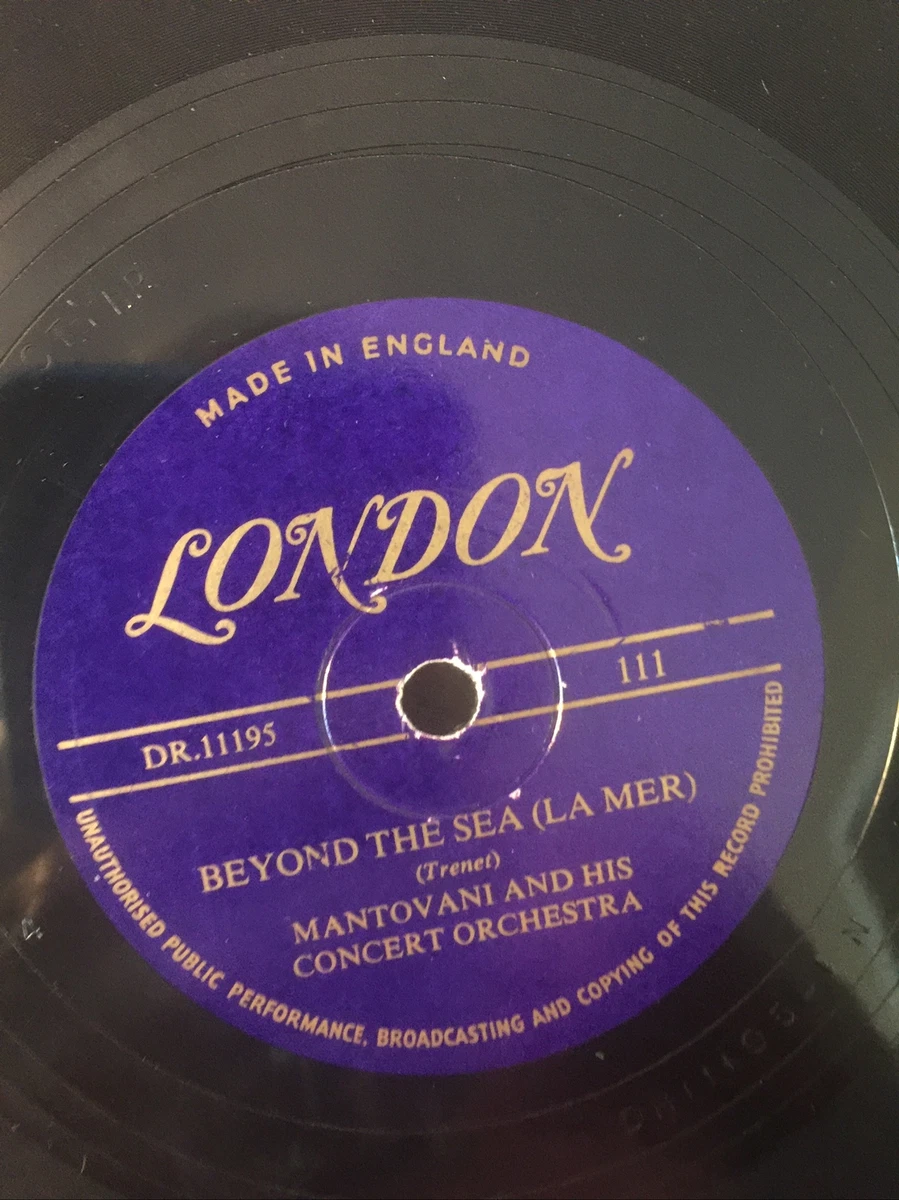 MADE IN ENGLAND
LONDON
DR.11195
111
BEYOND THE SEA (LA MER)
(Trenet)
MANTOVANI AND HIS
CONCERT ORCHESTRA
UNAUTHORISED PUBLIC PERFORMANCE, BROADCASTING AND COPYING OF THIS RECORD PROHIBITED